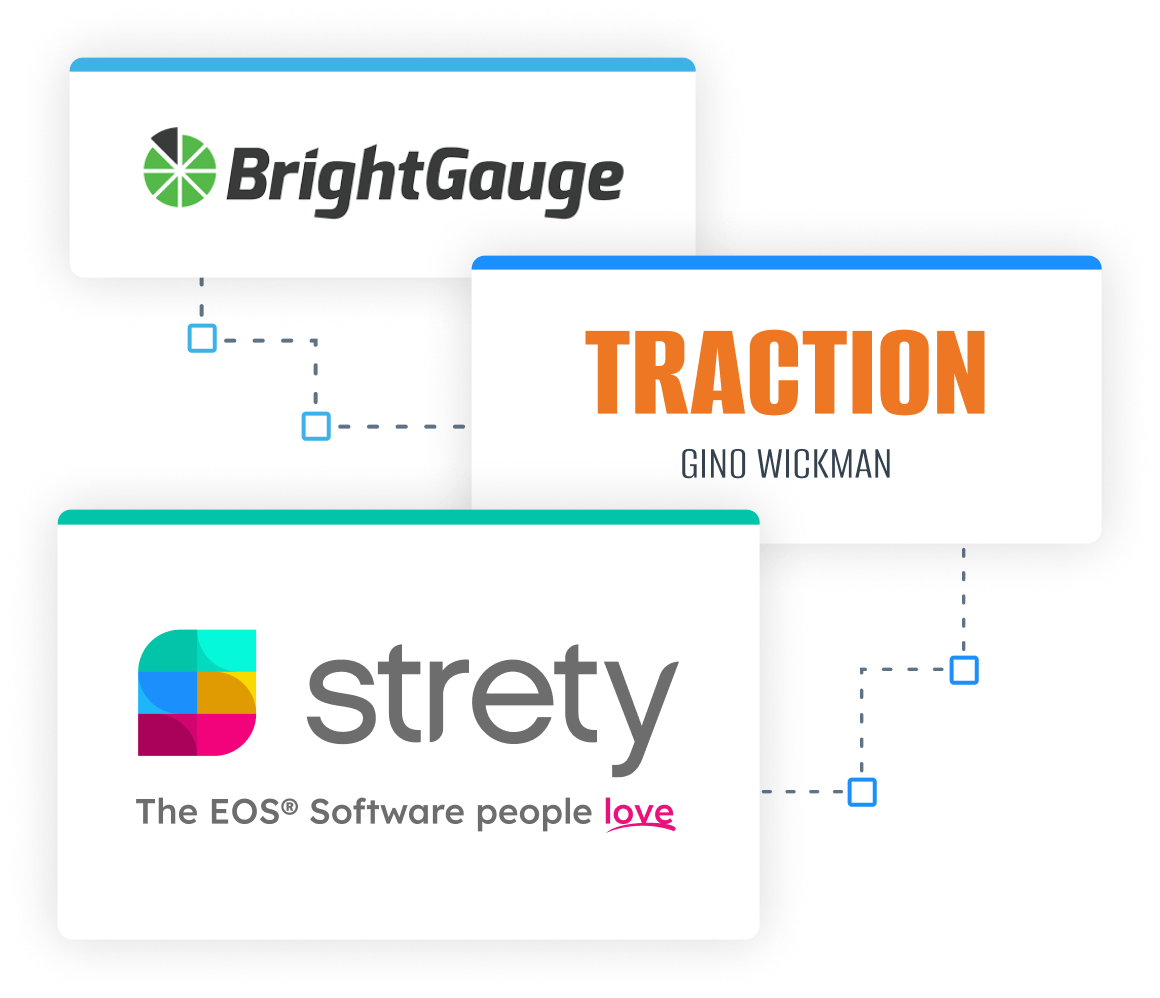 BrightGauge
TRACTION
GINO WICKMAN
strety
The EOS® Software people love